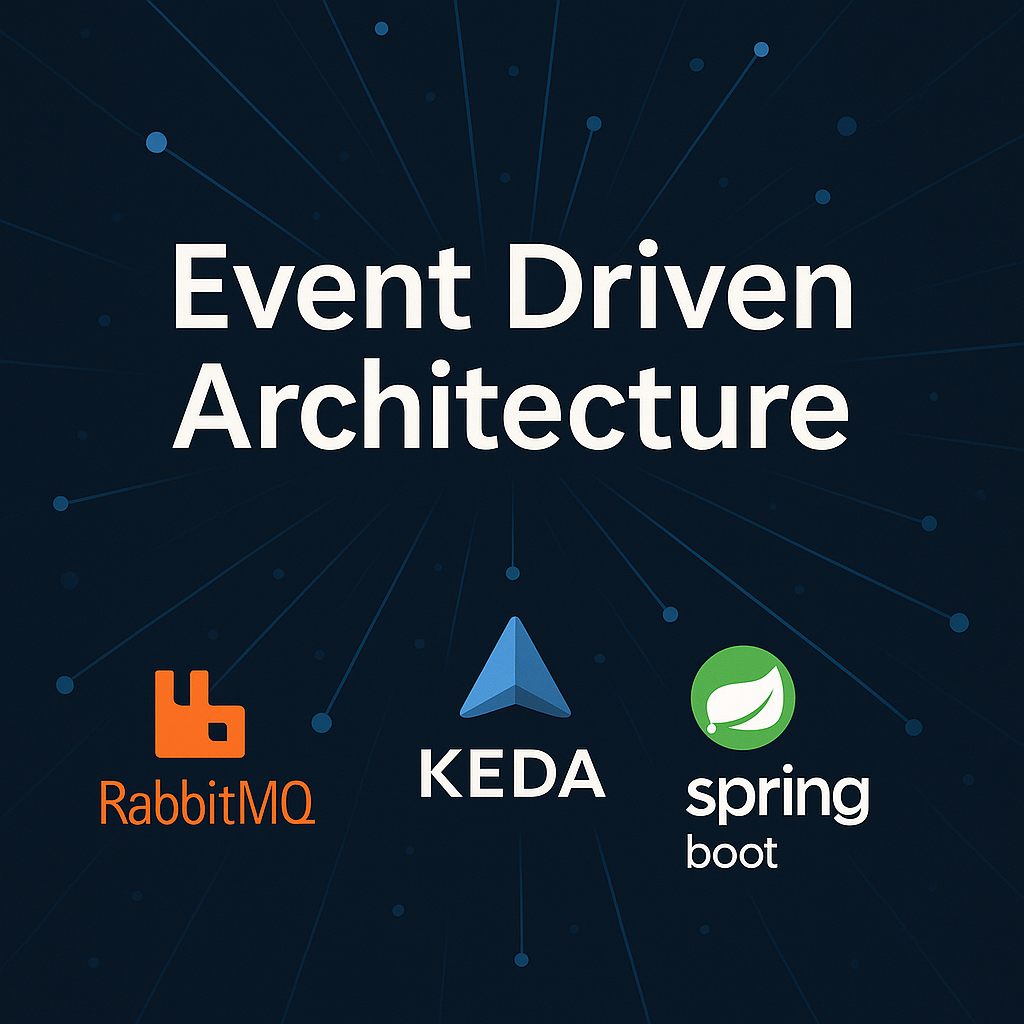 Event Driven
Architecture
RabbitMQ
KEDA
spring
boot